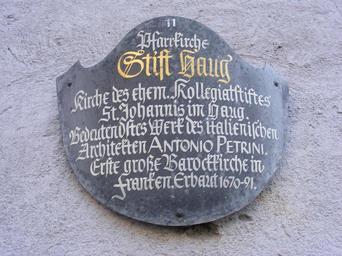 11
Pfarrkirche
Stift Haug
Kirche des ehem. Kollegiatstiftes
St. Johannis im Haug.
Bedeutendstes Werk des italienischen
Architekten ANTONIO PETRINI.
Erste große Barockkirche in
Franken. Erbaut 1670-91.